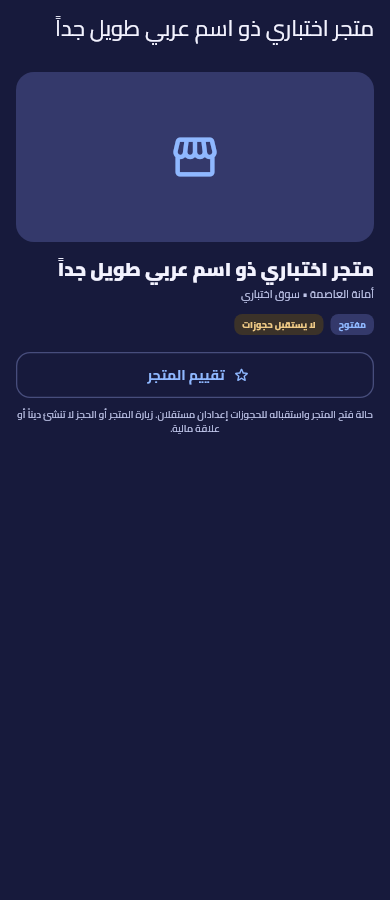 متجر اختباري ذو اسم عربي طويل جداً
متجر اختباري ذو اسم عربي طويل جداً
أمانة العاصمة • سوق اختباري
مفتوح
لا يستقبل حجوزات
تقييم المتجر
حالة فتح المتجر واستقباله للحجوزات إعدادان مستقلان. زيارة المتجر أو الحجز لا تنشئ ديناً أو
علاقة مالية.